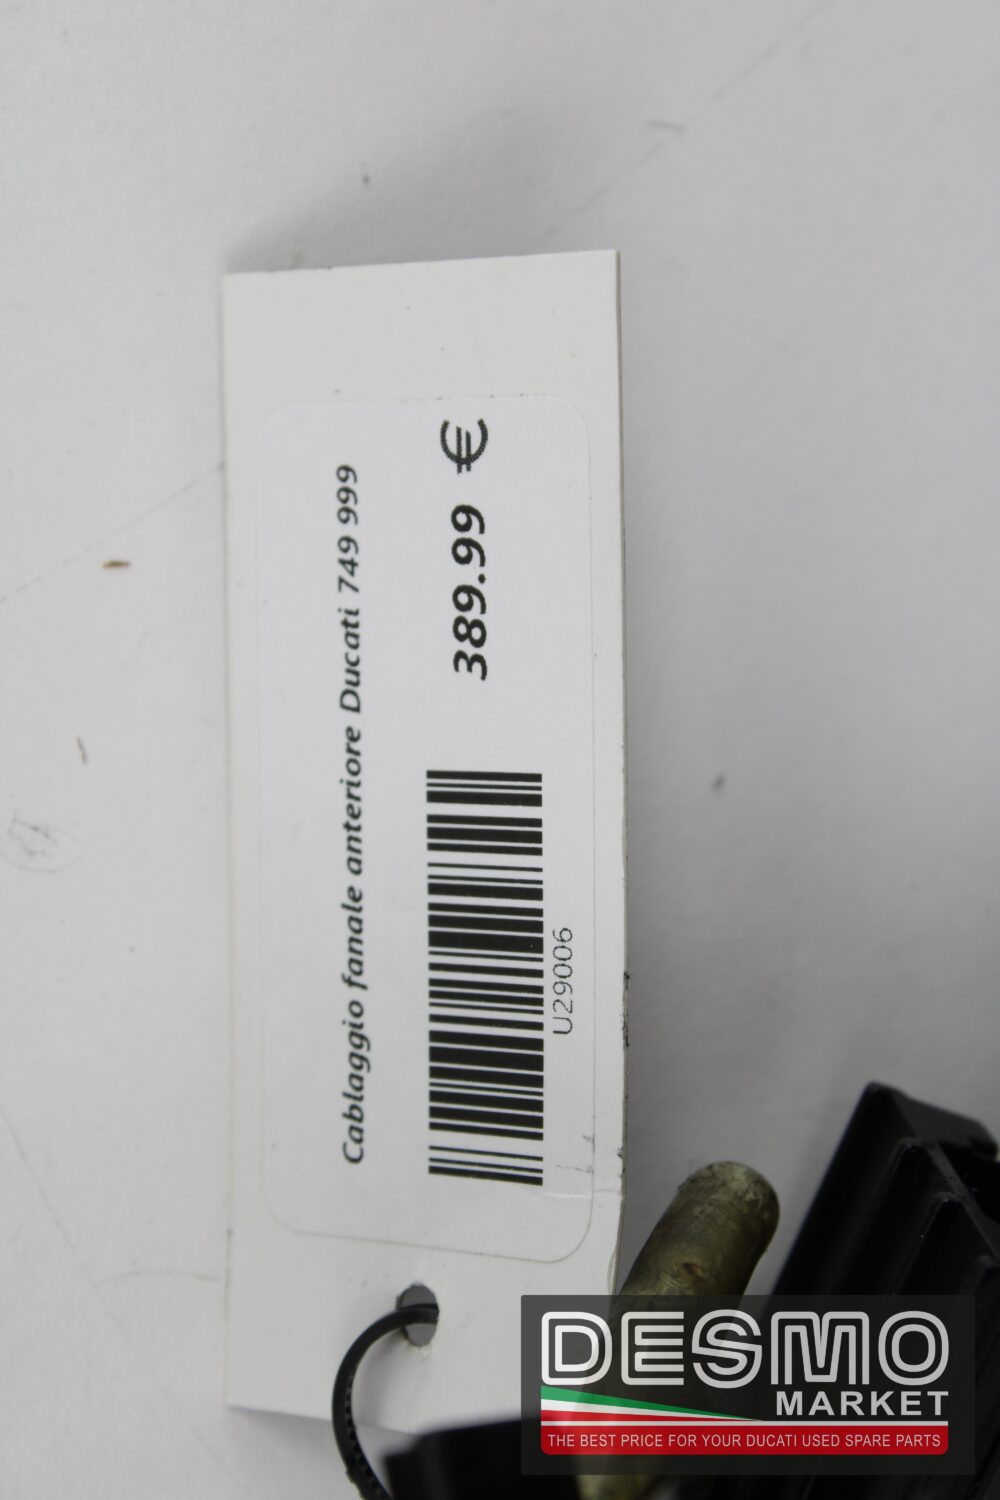 Cablaggio fanale anteriore Ducati 749 999
389.99 €
U29006
DESMO
MARKET
THE BEST PRICE FOR YOUR DUCATI USED SPARE PARTS